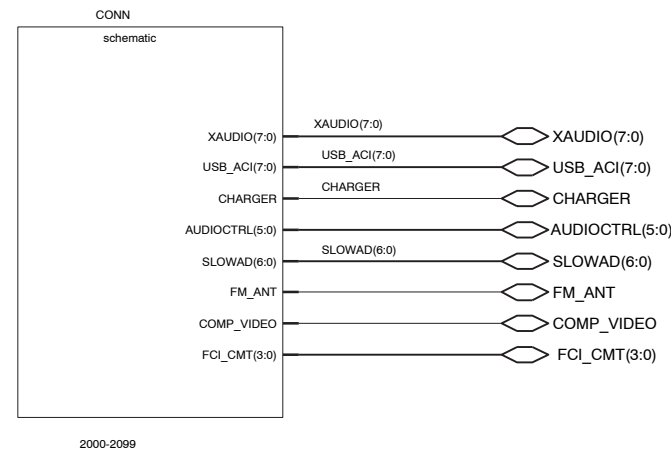 CONN
schematic
XAUDIO(7:0) XAUDIO(7:0) XAUDIO(7:0)
USB_ACI(7:0) USB_ACI(7:0) USB_ACI(7:0)
CHARGER CHARGER CHARGER
AUDIOCTRL(5:0) AUDIOCTRL(5:0)
SLOWAD(6:0) SLOWAD(6:0) SLOWAD(6:0)
FM_ANT FM_ANT
COMP_VIDEO COMP_VIDEO
FCI_CMT(3:0) FCI_CMT(3:0)
2000-2099